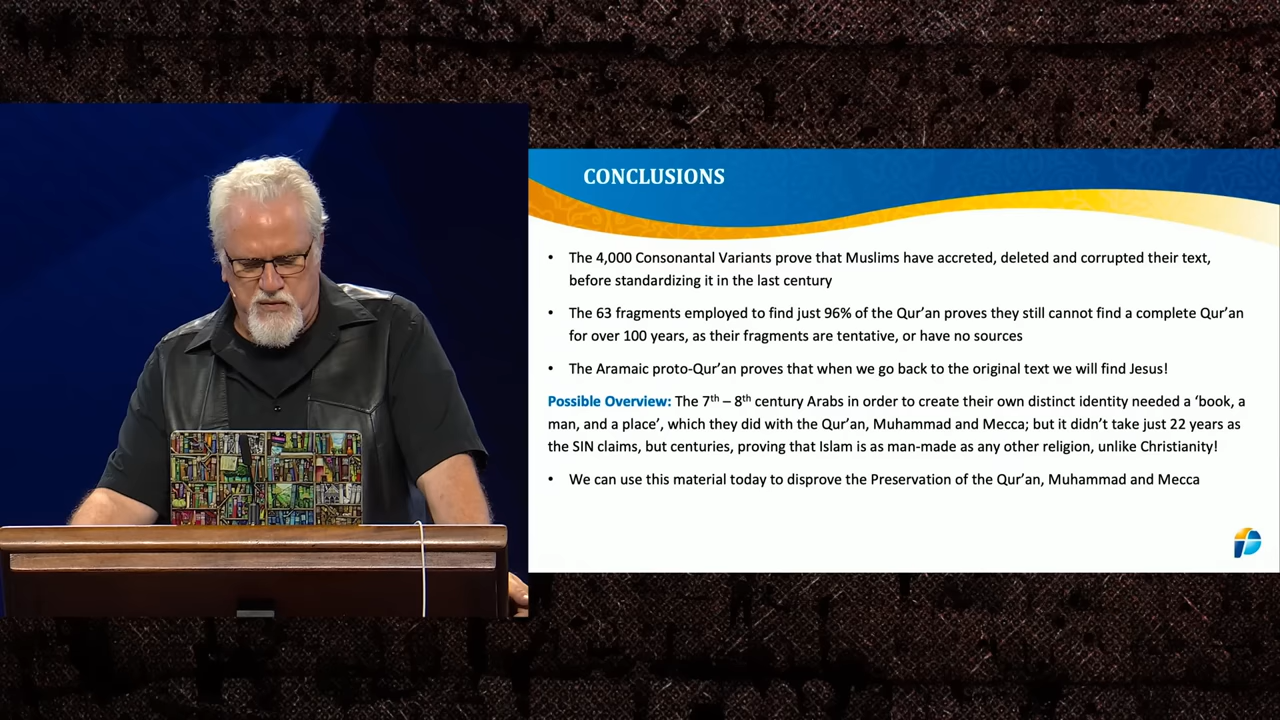 CONCLUSIONS
• The 4,000 Consonantal Variants prove that Muslims have accreted, deleted and corrupted their text,
before standardizing it in the last century
• The 63 fragments employed to find just 96% of the Qur’an proves they still cannot find a complete Qur’an
for over 100 years, as their fragments are tentative, or have no sources
• The Aramaic proto-Qur’an proves that when we go back to the original text we will find Jesus!
Possible Overview: The 7th – 8th century Arabs in order to create their own distinct identity needed a ‘book, a
man, and a place’, which they did with the Qur’an, Muhammad and Mecca; but it didn’t take just 22 years as
the SIN claims, but centuries, proving that Islam is as man-made as any other religion, unlike Christianity!
• We can use this material today to disprove the Preservation of the Qur’an, Muhammad and Mecca